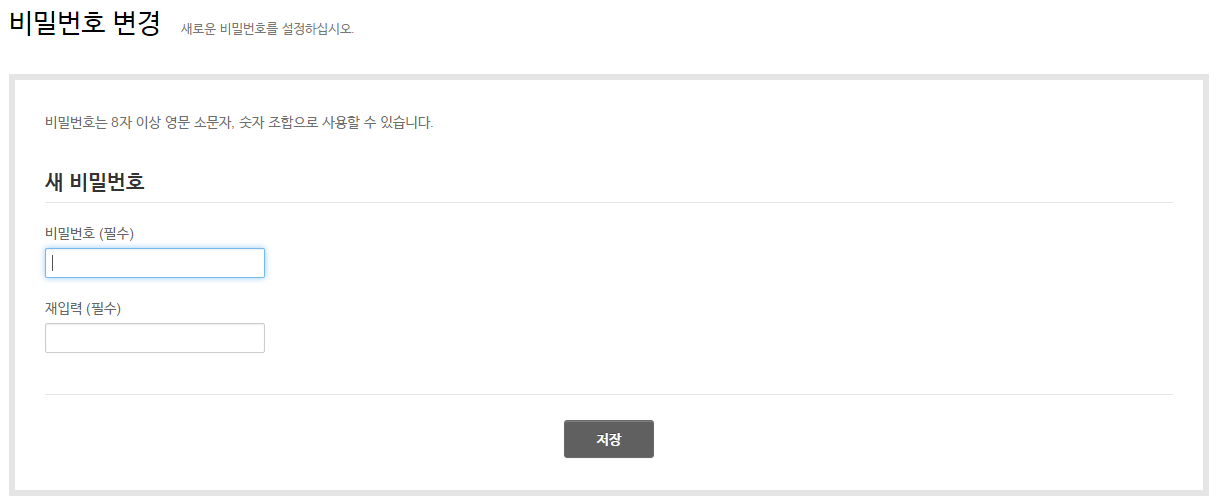 비밀번호 변경 새로운 비밀번호를 설정하십시오.
비밀번호는 8자 이상 영문 소문자, 숫자 조합으로 사용할 수 있습니다.
새 비밀번호
비밀번호 (필수)
재입력 (필수)
저장